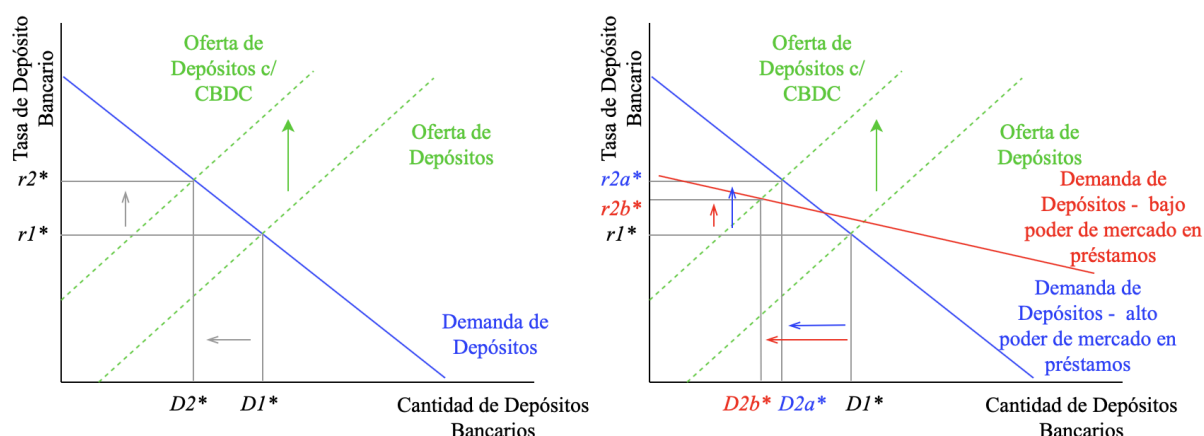 Tasa de Depósito
Bancario
Oferta de
Depósitos c/
CBDC
Oferta de
Depósitos
r2*
r1*
Demanda de
Depósitos
D2*
D1*
Cantidad de Depósitos
Bancarios
Tasa de Depósito
Bancario
Oferta de
Depósitos c/
CBDC
Oferta de
Depósitos
r2a*
r2b*
r1*
Demanda de
Depósitos - bajo
poder de mercado en
préstamos
Demanda de
Depósitos - alto
poder de mercado en
préstamos
D2b*
D2a*
D1*
Cantidad de Depósitos
Bancarios